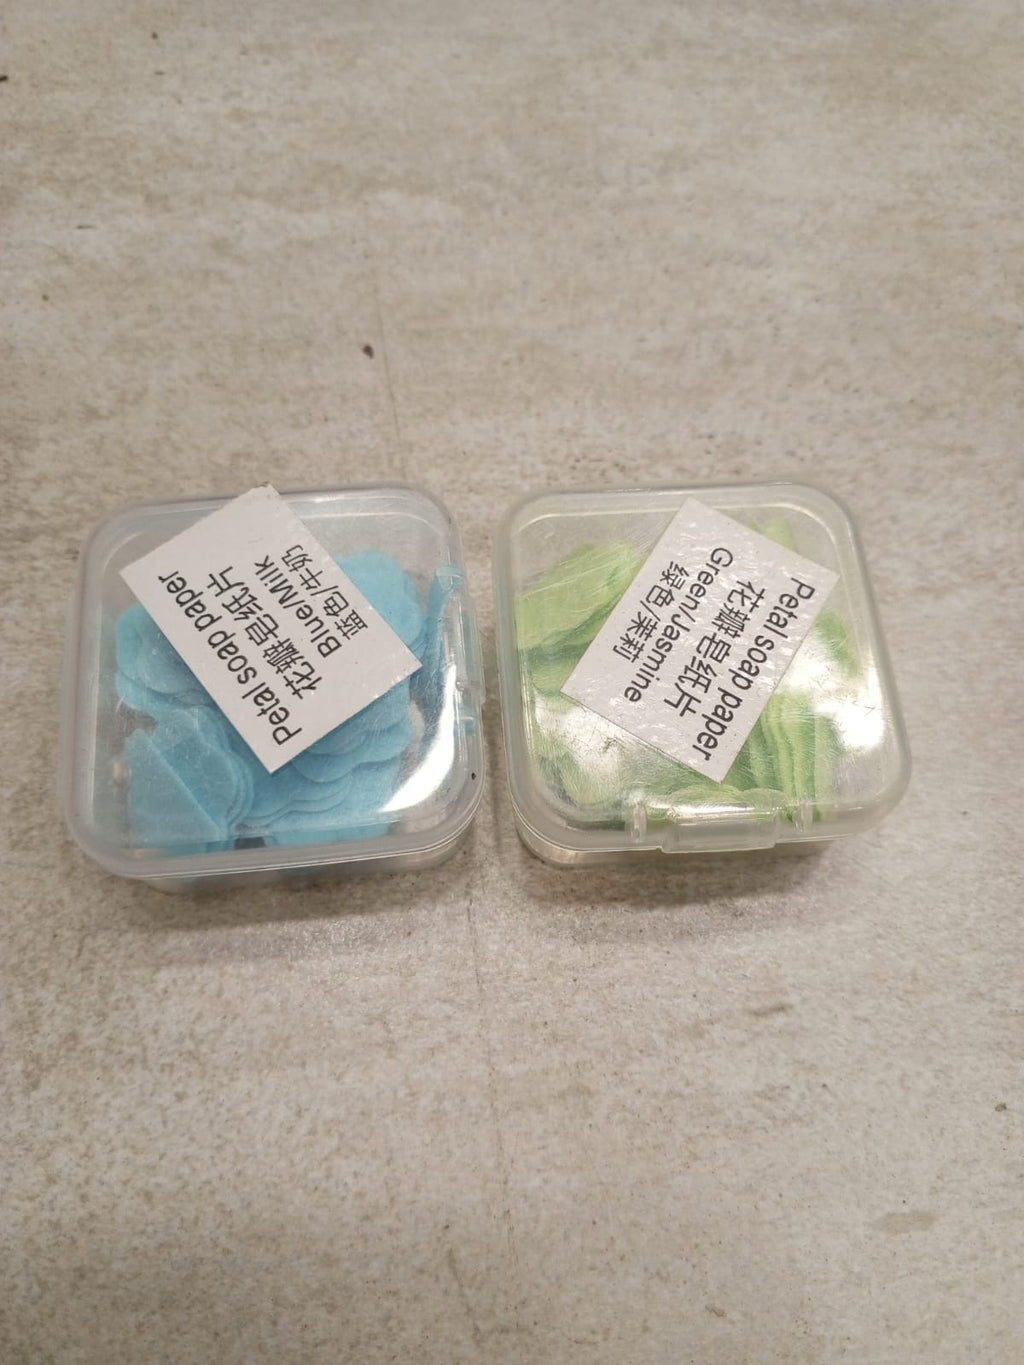 Petal soap paper
花瓣皂纸片
Blue/Milk
蓝色/牛奶
Petal soap paper
花瓣皂纸片
Green/Jasmine
绿色/茉莉